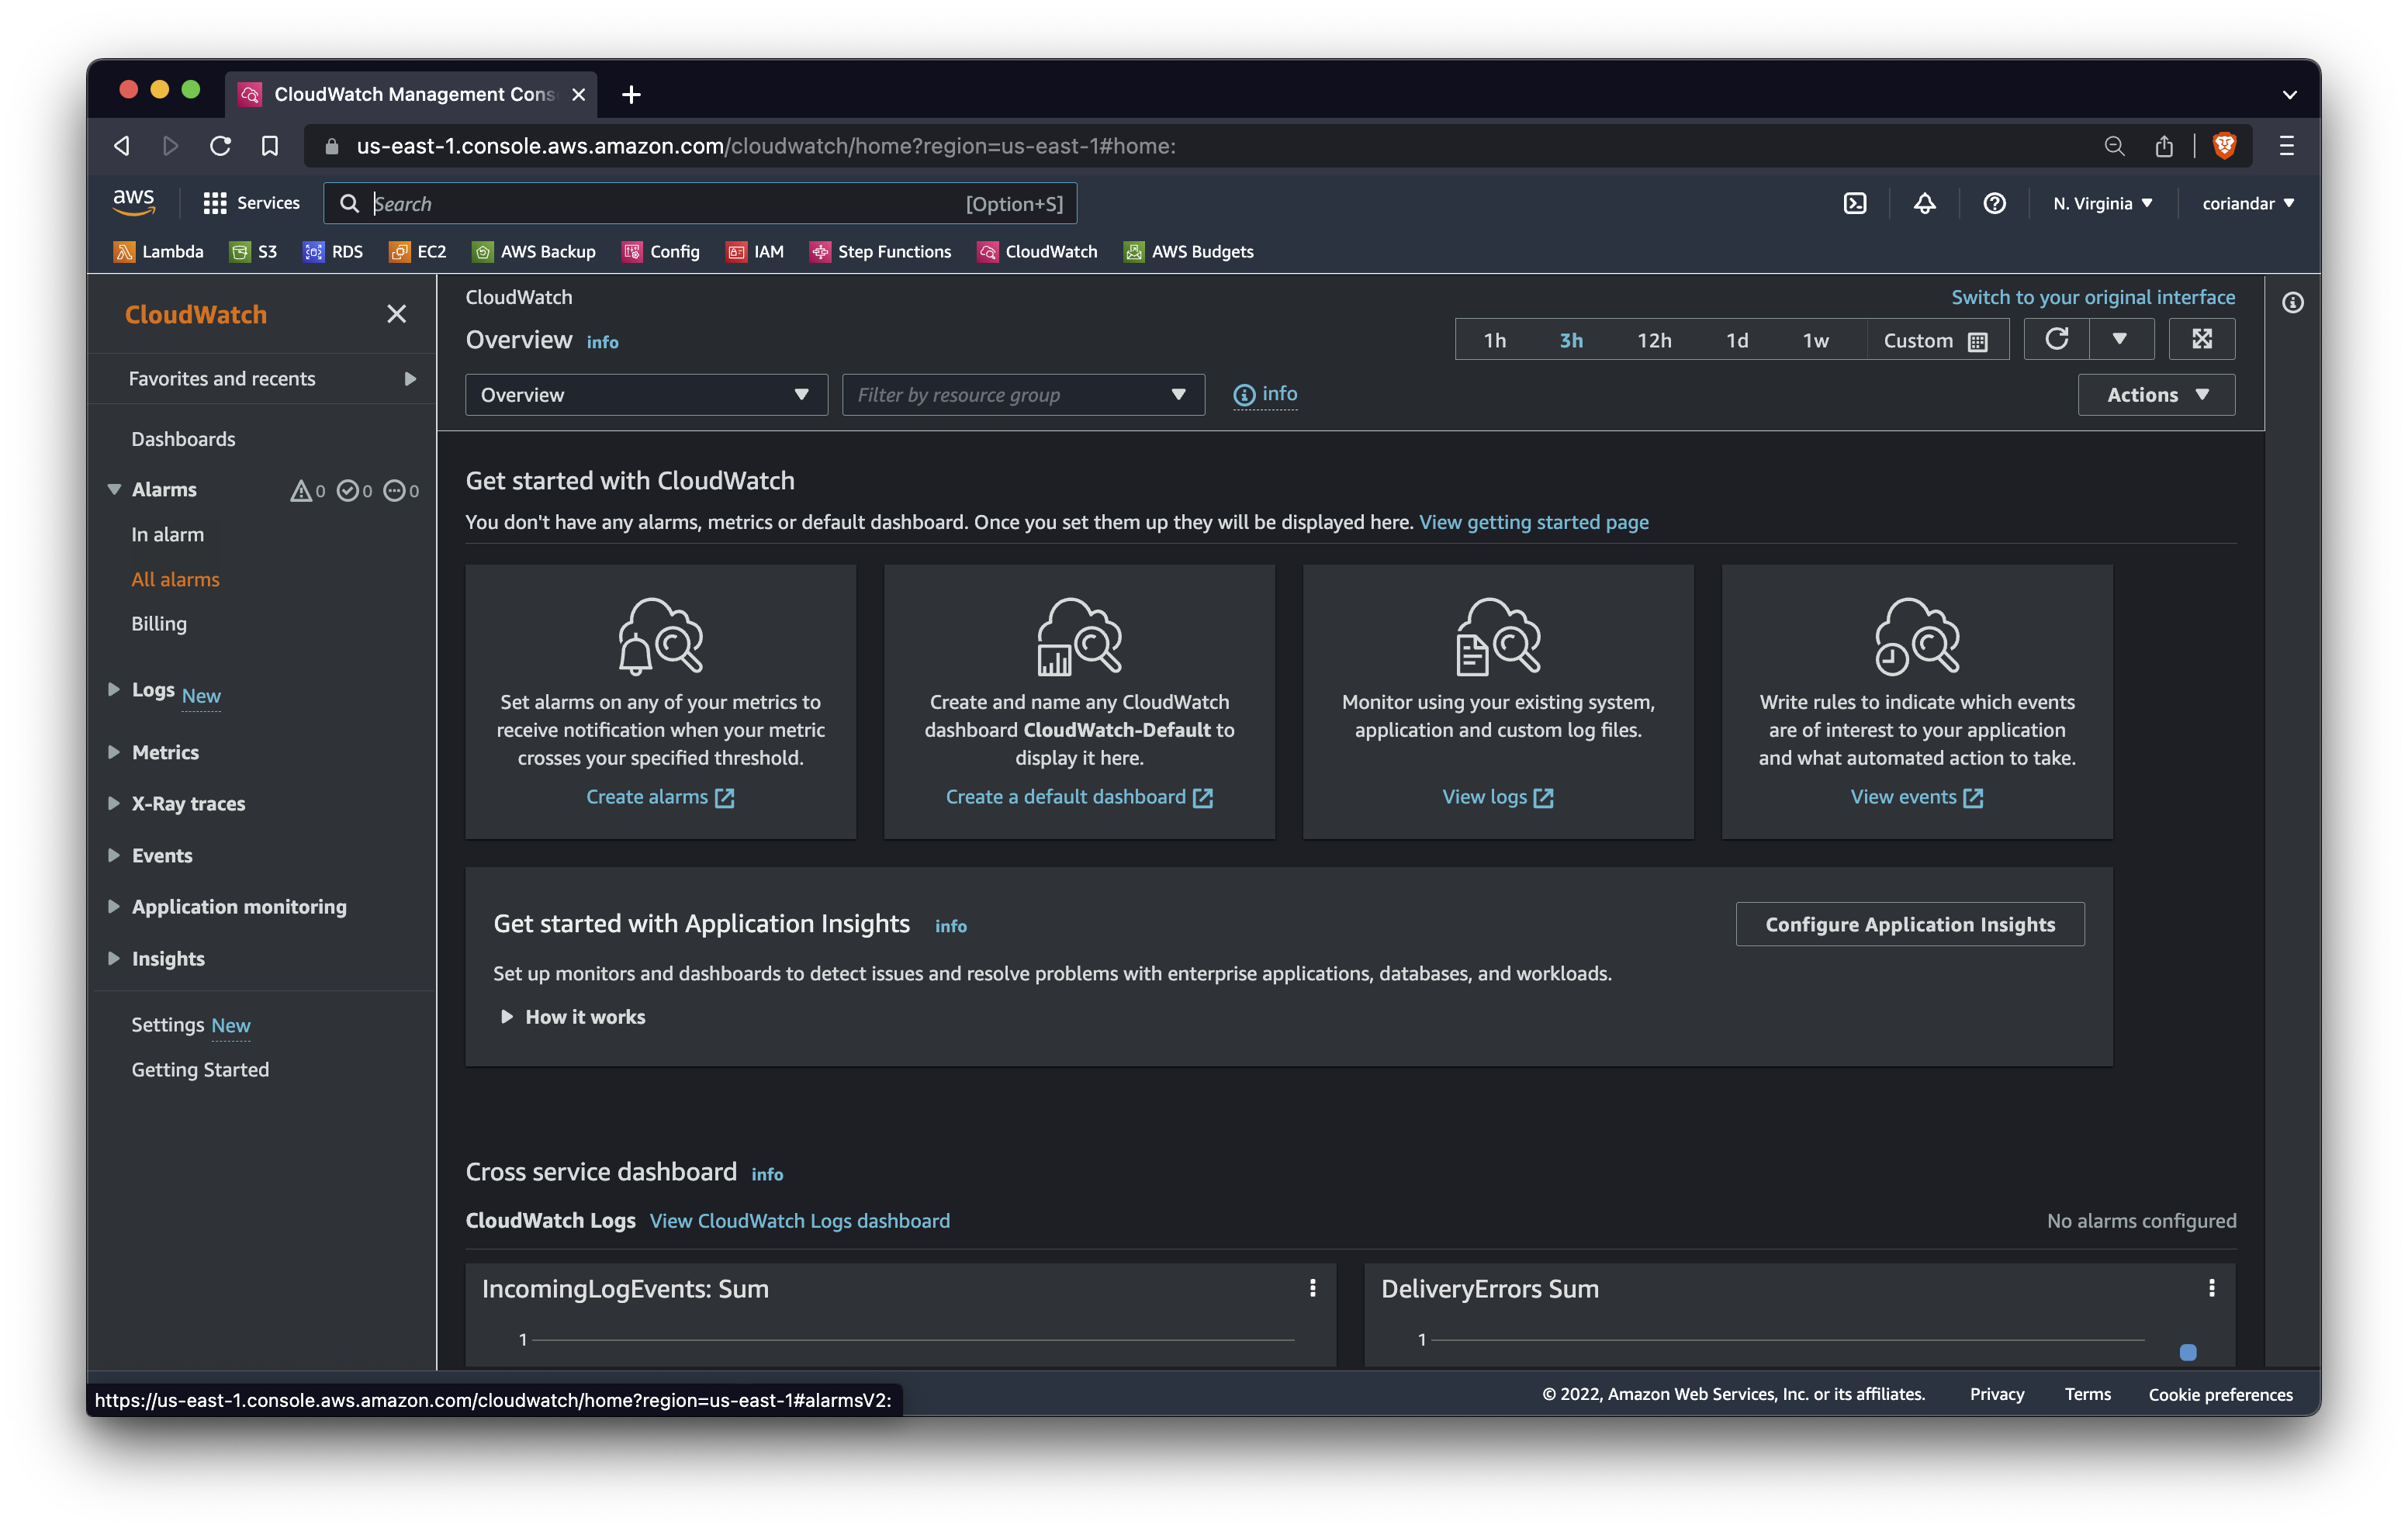 CloudWatch Management Cons
us-east-1.console.aws.amazon.com/cloudwatch/home?region=us-east-1#home:
aws
Services
Search
[Option+S]
N. Virginia
coriandar
Lambda
S3
RDS
EC2
AWS Backup
Config
IAM
Step Functions
CloudWatch
AWS Budgets
CloudWatch
Favorites and recents
Dashboards
Alarms
0
0
0
In alarm
All alarms
Billing
Logs New
Metrics
X-Ray traces
Events
Application monitoring
Insights
Settings New
Getting Started
CloudWatch
Switch to your original interface
Overview info
1h
3h
12h
1d
1w
Custom
Overview
Filter by resource group
info
Actions
Get started with CloudWatch
You don't have any alarms, metrics or default dashboard. Once you set them up they will be displayed here. View getting started page
Set alarms on any of your metrics to
receive notification when your metric
crosses your specified threshold.
Create alarms
Create and name any CloudWatch
dashboard CloudWatch-Default to
display it here.
Create a default dashboard
Monitor using your existing system,
application and custom log files.
View logs
Write rules to indicate which events
are of interest to your application
and what automated action to take.
View events
Get started with Application Insights info
Configure Application Insights
Set up monitors and dashboards to detect issues and resolve problems with enterprise applications, databases, and workloads.
How it works
Cross service dashboard info
CloudWatch Logs View CloudWatch Logs dashboard
No alarms configured
IncomingLogEvents: Sum
1
DeliveryErrors Sum
1
https://us-east-1.console.aws.amazon.com/cloudwatch/home?region=us-east-1#alarmsV2:
© 2022, Amazon Web Services, Inc. or its affiliates.
Privacy
Terms
Cookie preferences